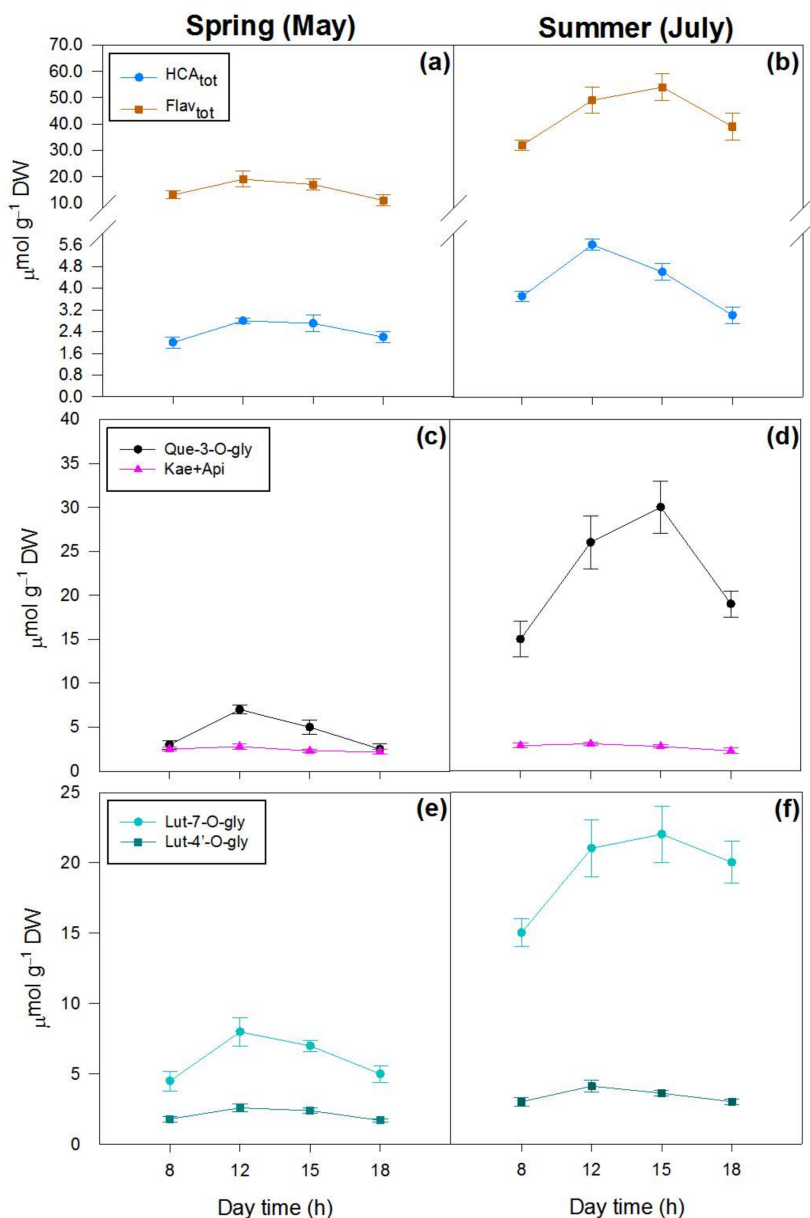 Spring (May)
Summer (July)
70.0
60.0
50.0
40.0
30.0
20.0
10.0
5.6
4.8
4.0
3.2
2.4
1.6
0.8
0.0
μmol g⁻¹ DW
HCAtot
Flavtot
(a)
(b)
40
35
30
25
20
15
10
5
0
μmol g⁻¹ DW
Que-3-O-gly
Kae+Api
(c)
(d)
25
20
15
10
5
0
μmol g⁻¹ DW
Lut-7-O-gly
Lut-4'-O-gly
(e)
(f)
8 12 15 18
8 12 15 18
Day time (h)
Day time (h)